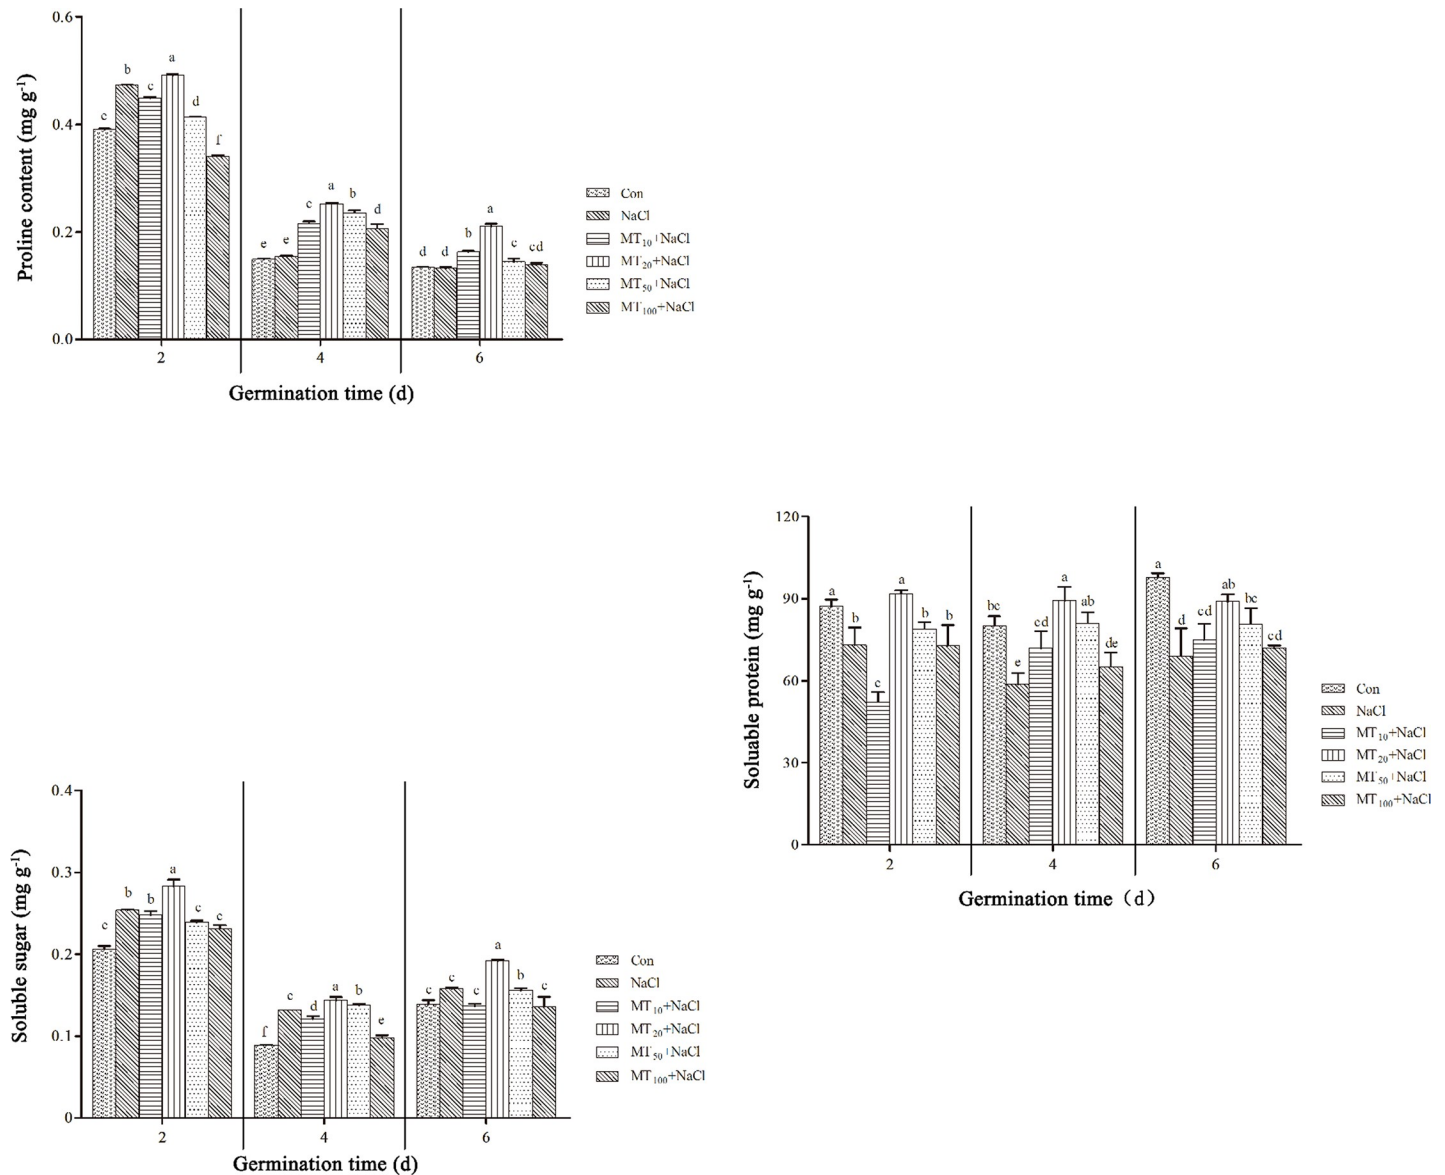 Proline content (mg g⁻¹)
0.6
0.4
0.2
0.0
c b c a d f
e e c a b d
d d b a c cd
2 4 6
Germination time (d)
Con
NaCl
MT10+NaCl
MT20+NaCl
MT50+NaCl
MT100+NaCl
Soluable protein (mg g⁻¹)
120
90
60
30
0
a b c a b b
bc e cd a ab de
a d cd ab bc cd
2 4 6
Germination time（d）
Con
NaCl
MT10+NaCl
MT20+NaCl
MT50+NaCl
MT100+NaCl
Soluble sugar (mg g⁻¹)
0.4
0.3
0.2
0.1
0
c b b a c c
f c d a b e
c c c a b c
2 4 6
Germination time (d)
Con
NaCl
MT10+NaCl
MT20+NaCl
MT50+NaCl
MT100+NaCl